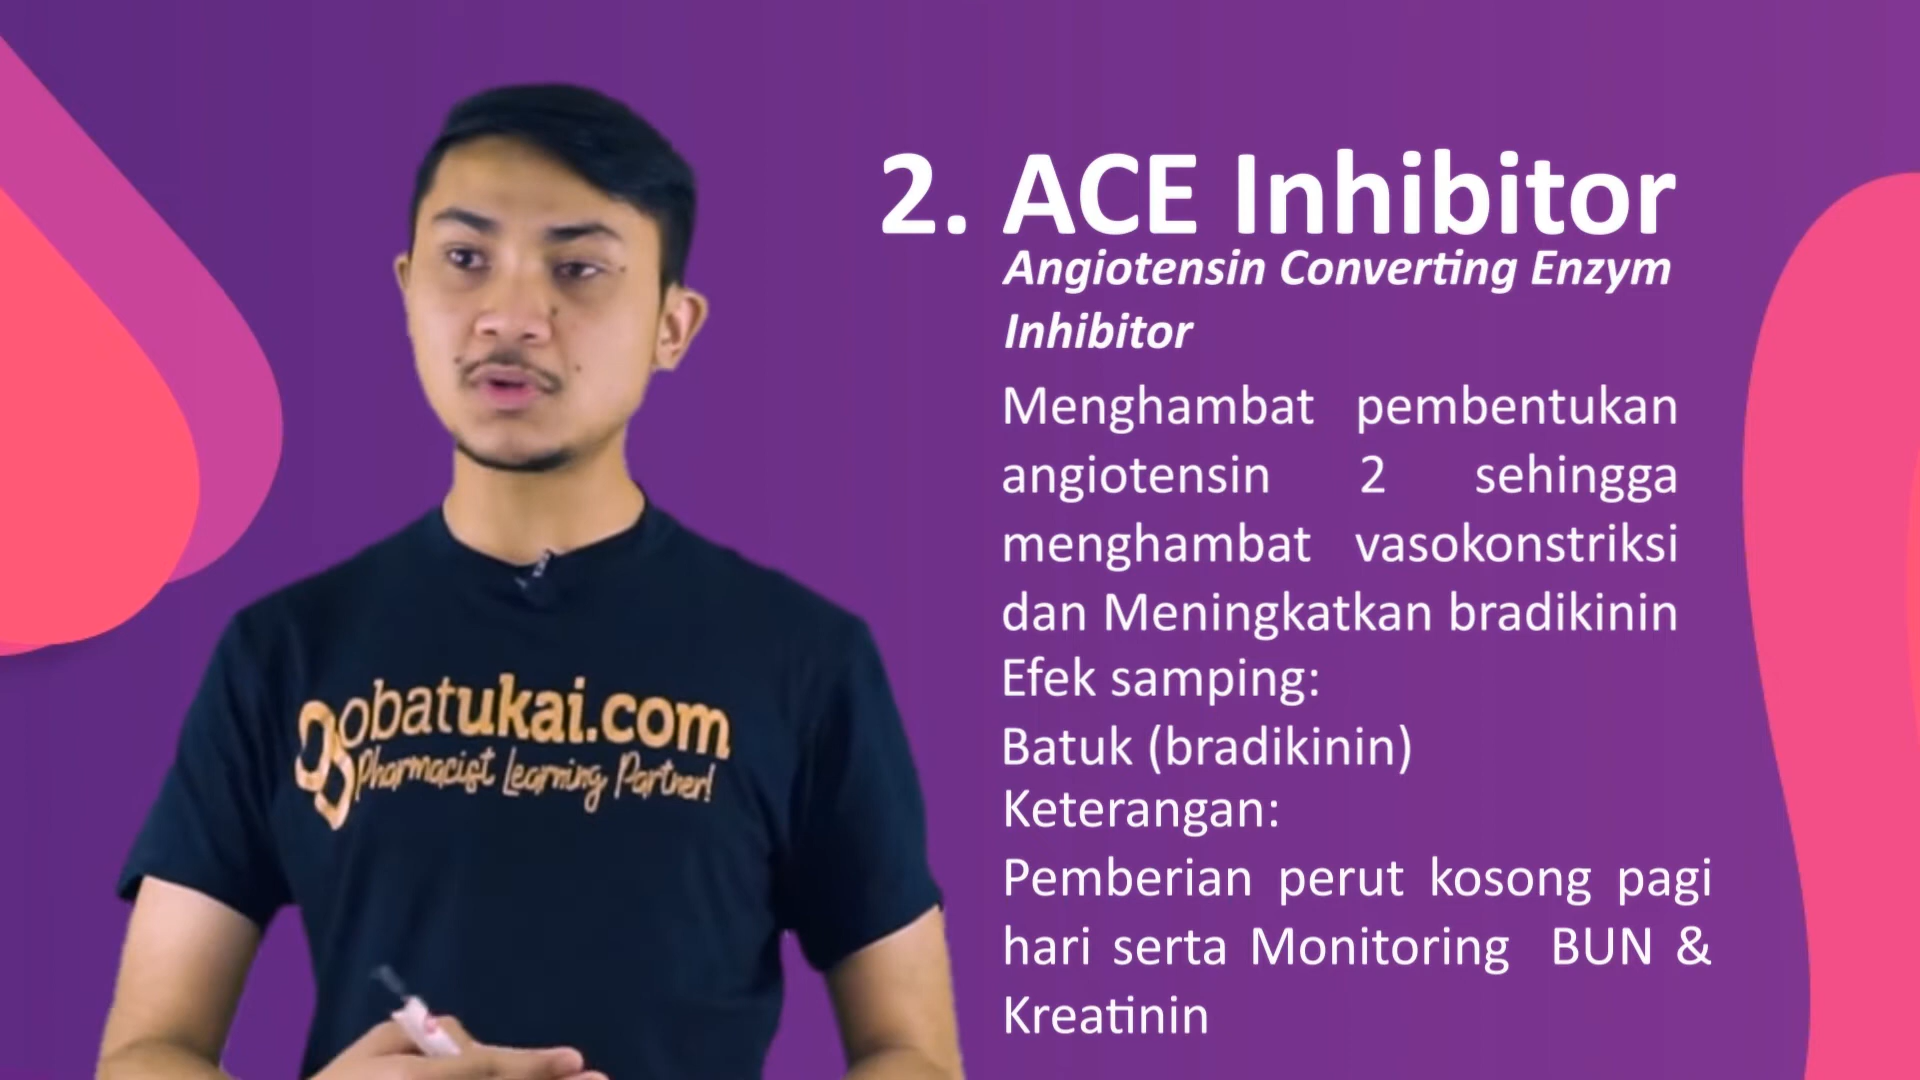 2. ACE Inhibitor
Angiotensin Converting Enzym
Inhibitor
Menghambat pembentukan
angiotensin 2 sehingga
menghambat vasokonstriksi
dan Meningkatkan bradikinin
Efek samping:
Batuk (bradikinin)
Keterangan:
Pemberian perut kosong pagi
hari serta Monitoring BUN &
Kreatinin
obatukai.com
Pharmacist Learning Partner!